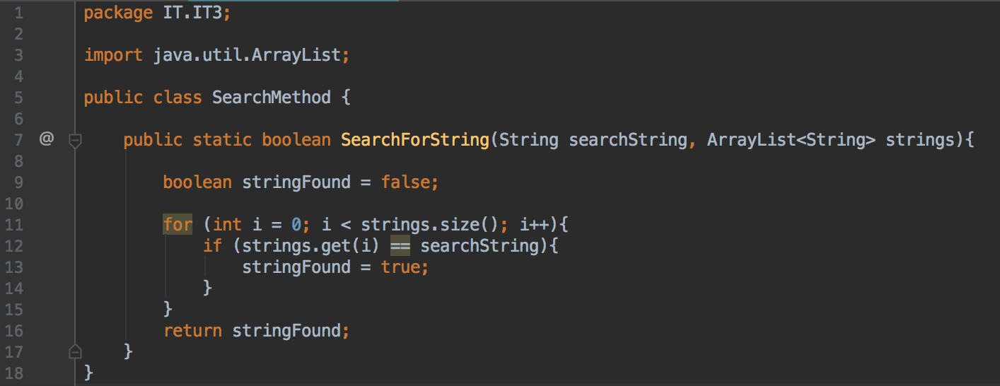 1 package IT.IT3;
2
3 import java.util.ArrayList;
4
5 public class SearchMethod {
6
7 @ public static boolean SearchForString(String searchString, ArrayList<String> strings){
8
9 boolean stringFound = false;
10
11 for (int i = 0; i < strings.size(); i++){
12 if (strings.get(i) == searchString){
13 stringFound = true;
14 }
15 }
16 return stringFound;
17 }
18 }